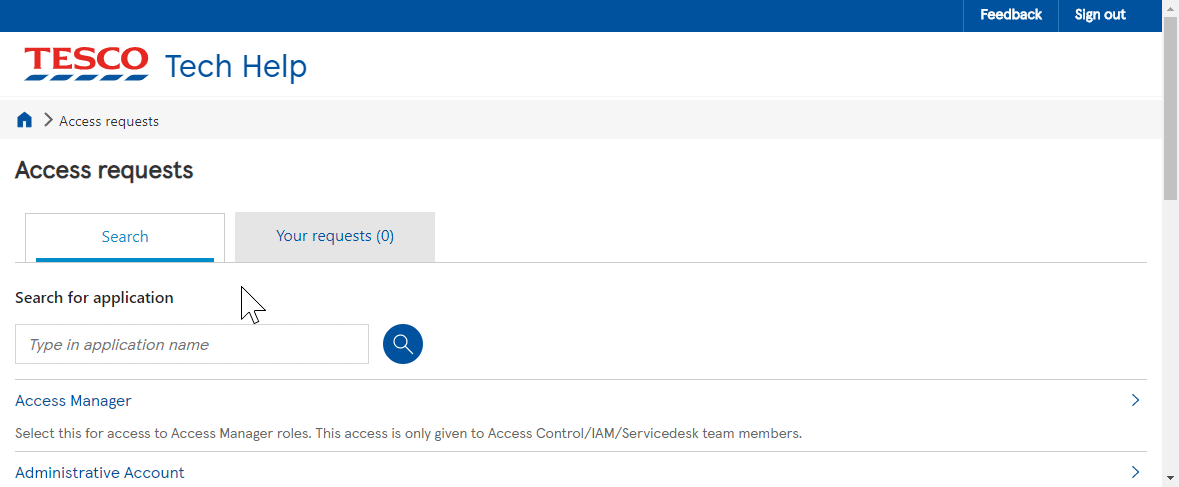 Feedback Sign out
TESCO Tech Help
Access requests
Access requests
Search Your requests (0)
Search for application
Type in application name
Access Manager
Select this for access to Access Manager roles. This access is only given to Access Control/IAM/Servicedesk team members.
Administrative Account